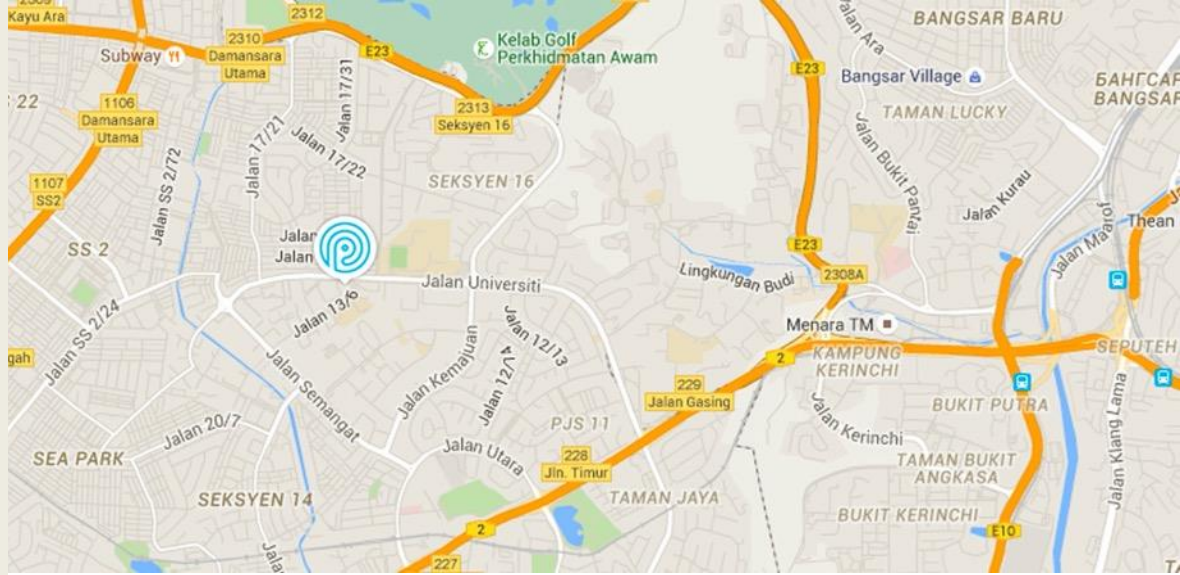 2309
Kayu Ara
Subway
2310
Damansara
Utama
2312
E23
Kelab Golf
Perkhidmatan Awam
Jalan Ara
BANGSAR BARU
E23
Bangsar Village
БАНГСАР
BANGSAR
TAMAN LUCKY
22
1106
Damansara
Utama
Jalan 17/31
2313
Seksyen 16
Jalan 17/21
Jalan 17/22
Jalan SS 2/72
SEKSYEN 16
Jalan Bukit Pantai
1107
SS2
Jalan Kurau
Jalan Maarof
Thean
SS 2
Jalan
Jalan
E23
Jalan Universiti
Lingkungan Budi
2308A
Jalan 13/6
Jalan SS 2/24
Menara TM
Jalan 12/13
gah
Jalan Semangat
Jalan Kemajuan
Jalan 12/14
2
KAMPUNG
KERINCHI
SEPUTEH
229
Jalan Gasing
BUKIT PUTRA
Jalan 20/7
PJS 11
Jalan Kerinchi
Jalan Klang Lama
SEA PARK
Jalan Utara
228
Jln. Timur
TAMAN BUKIT
ANGKASA
SEKSYEN 14
TAMAN JAYA
BUKIT KERINCHI
2
E10
227